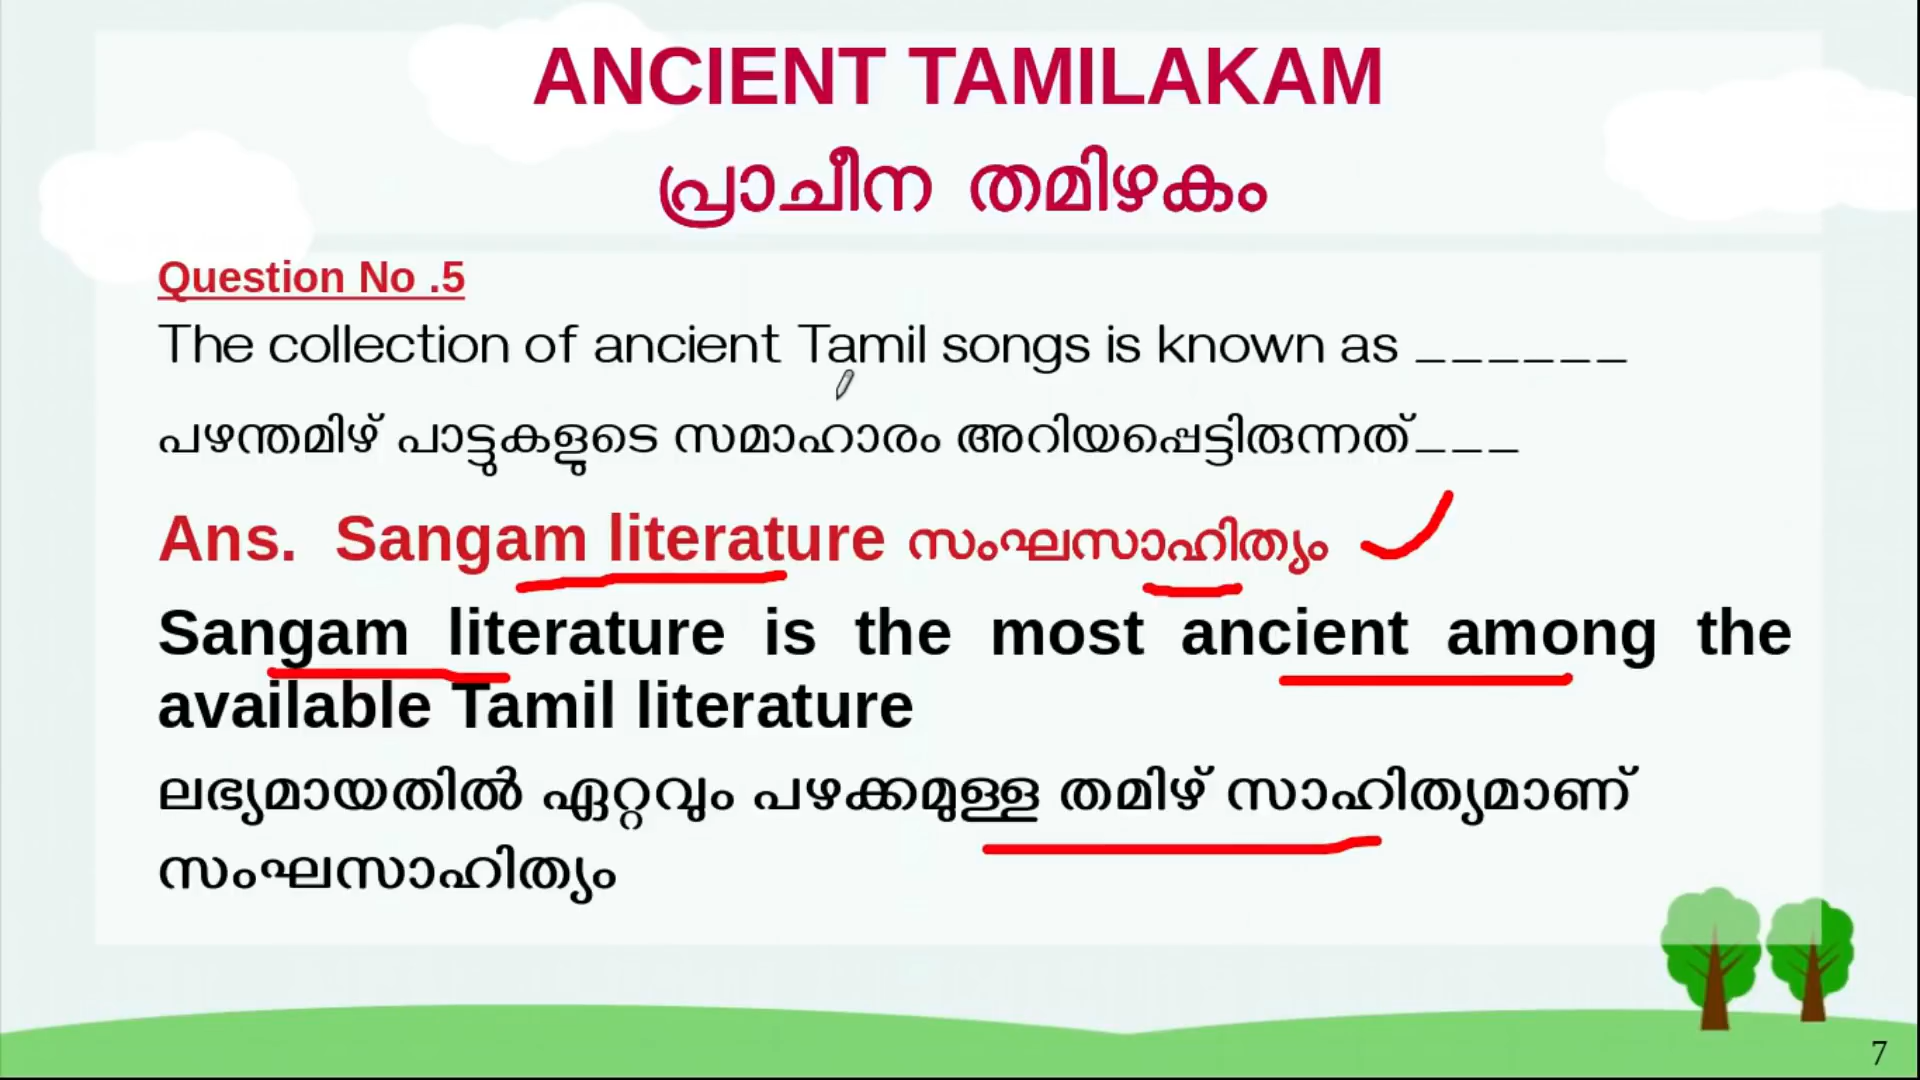 ANCIENT TAMILAKAM
പ്രാചീന തമിഴകം
Question No .5
The collection of ancient Tamil songs is known as ______
പഴന്തമിഴ് പാട്ടുകളുടെ സമാഹാരം അറിയപ്പെട്ടിരുന്നത്___
Ans. Sangam literature സംഘസാഹിത്യം
Sangam literature is the most ancient among the
available Tamil literature
ലഭ്യമായതിൽ ഏറ്റവും പഴക്കമുള്ള തമിഴ് സാഹിത്യമാണ്
സംഘസാഹിത്യം
7